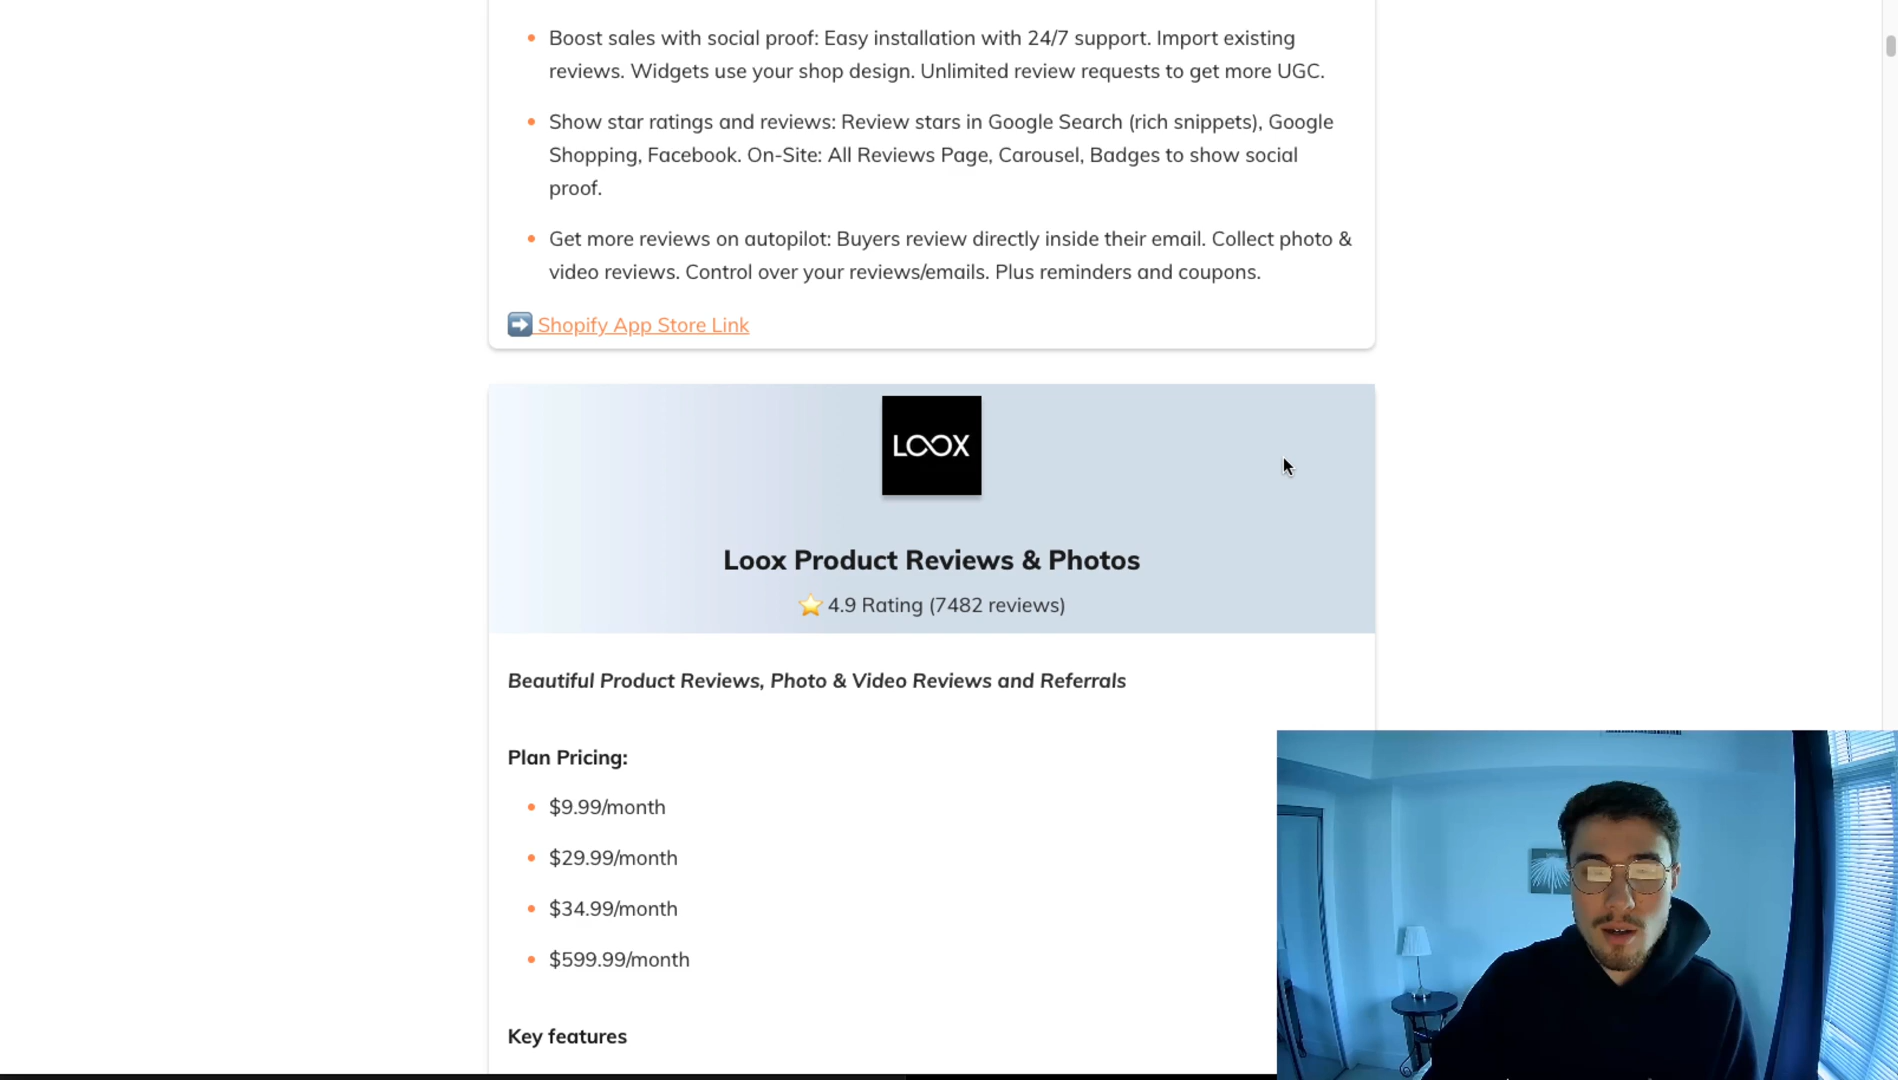 Boost sales with social proof: Easy installation with 24/7 support. Import existing
reviews. Widgets use your shop design. Unlimited review requests to get more UGC.
Show star ratings and reviews: Review stars in Google Search (rich snippets), Google
Shopping, Facebook. On-Site: All Reviews Page, Carousel, Badges to show social
proof.
Get more reviews on autopilot: Buyers review directly inside their email. Collect photo &
video reviews. Control over your reviews/emails. Plus reminders and coupons.
➡️ Shopify App Store Link
LOOX
Loox Product Reviews & Photos
⭐ 4.9 Rating (7482 reviews)
Beautiful Product Reviews, Photo & Video Reviews and Referrals
Plan Pricing:
$9.99/month
$29.99/month
$34.99/month
$599.99/month
Key features